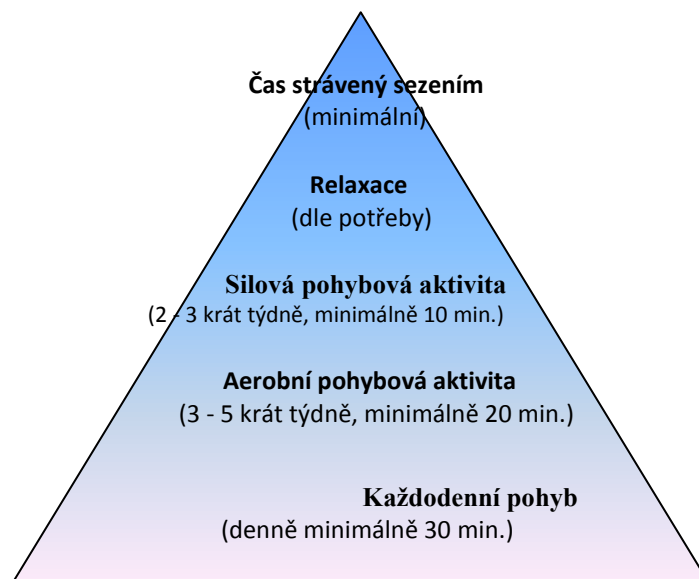 Čas strávený sezením
(minimální)
Relaxace
(dle potřeby)
Silová pohybová aktivita
(2 - 3 krát týdně, minimálně 10 min.)
Aerobní pohybová aktivita
(3 - 5 krát týdně, minimálně 20 min.)
Každodenní pohyb
(denně minimálně 30 min.)